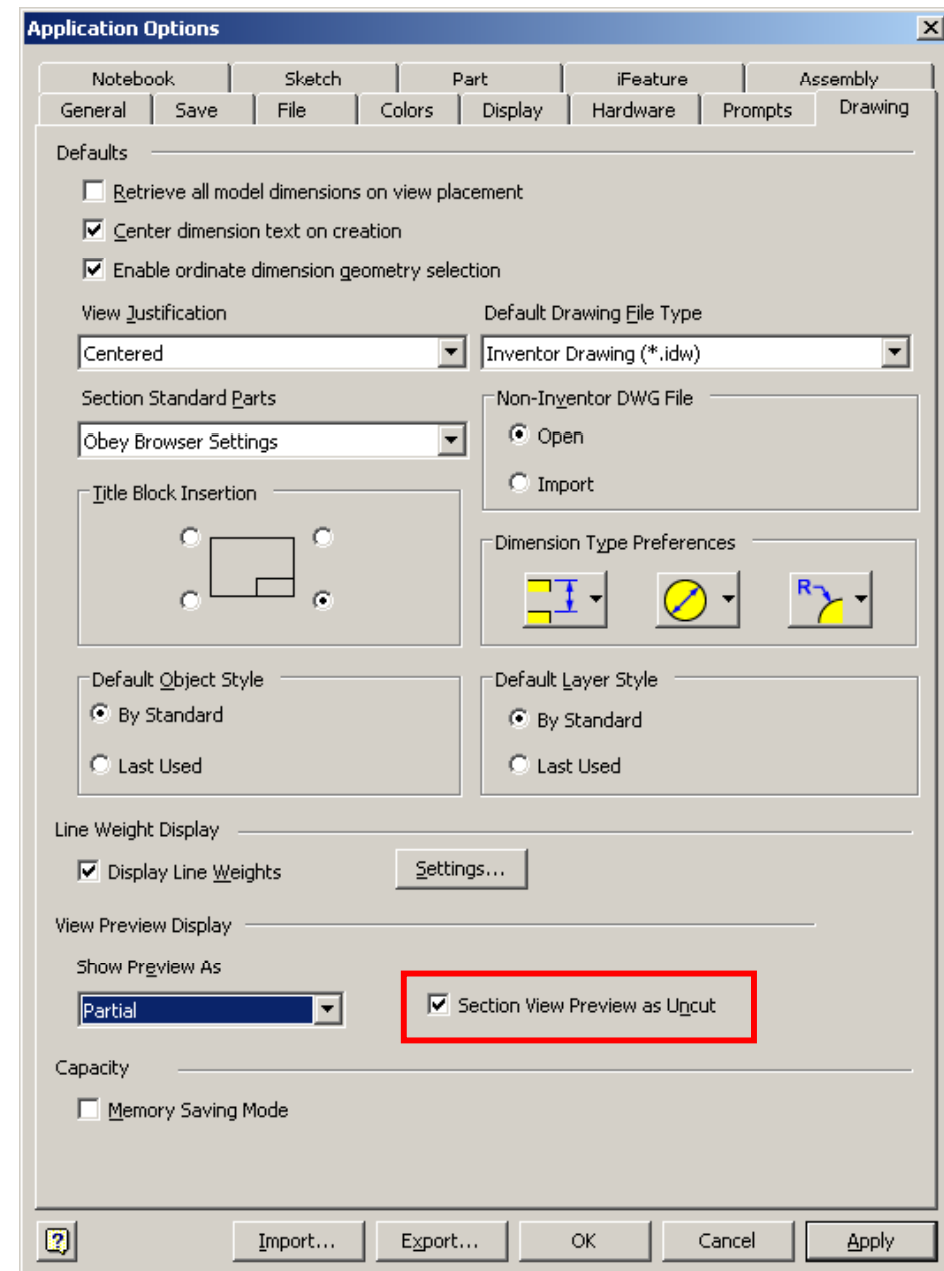 Application Options
Notebook Sketch Part iFeature Assembly
General Save File Colors Display Hardware Prompts Drawing
Defaults
Retrieve all model dimensions on view placement
Center dimension text on creation
Enable ordinate dimension geometry selection
View Justification Default Drawing File Type
Centered Inventor Drawing (*.idw)
Section Standard Parts Non-Inventor DWG File
Obey Browser Settings Open
Import
Title Block Insertion
Dimension Type Preferences
R
Default Object Style Default Layer Style
By Standard By Standard
Last Used Last Used
Line Weight Display
Display Line Weights Settings...
View Preview Display
Show Preview As
Partial Section View Preview as Uncut
Capacity
Memory Saving Mode
? Import... Export... OK Cancel Apply